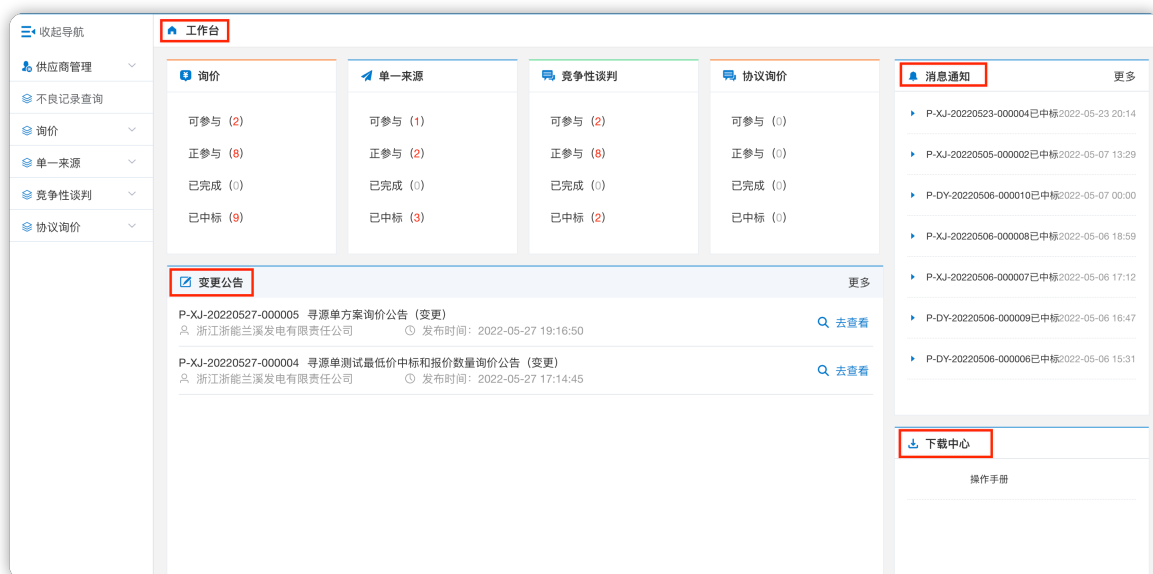 收起导航
供应商管理
不良记录查询
询价
单一来源
竞争性谈判
协议询价
工作台
询价
可参与 (2)
正参与 (8)
已完成 (0)
已中标 (9)
单一来源
可参与 (1)
正参与 (2)
已完成 (0)
已中标 (3)
竞争性谈判
可参与 (2)
正参与 (8)
已完成 (0)
已中标 (2)
协议询价
可参与 (0)
正参与 (0)
已完成 (0)
已中标 (0)
变更公告 更多
P-XJ-20220527-000005 寻源单方案询价公告（变更）
浙江浙能兰溪发电有限责任公司 发布时间：2022-05-27 19:16:50
去查看
P-XJ-20220527-000004 寻源单测试最低价中标和报价数量询价公告（变更）
浙江浙能兰溪发电有限责任公司 发布时间：2022-05-27 17:14:45
去查看
消息通知 更多
P-XJ-20220523-000004已中标2022-05-23 20:14
P-XJ-20220505-000002已中标2022-05-07 13:29
P-DY-20220506-000010已中标2022-05-07 00:00
P-XJ-20220506-000008已中标2022-05-06 18:59
P-XJ-20220506-000007已中标2022-05-06 17:12
P-DY-20220506-000009已中标2022-05-06 16:47
P-DY-20220506-000006已中标2022-05-06 15:31
下载中心
操作手册